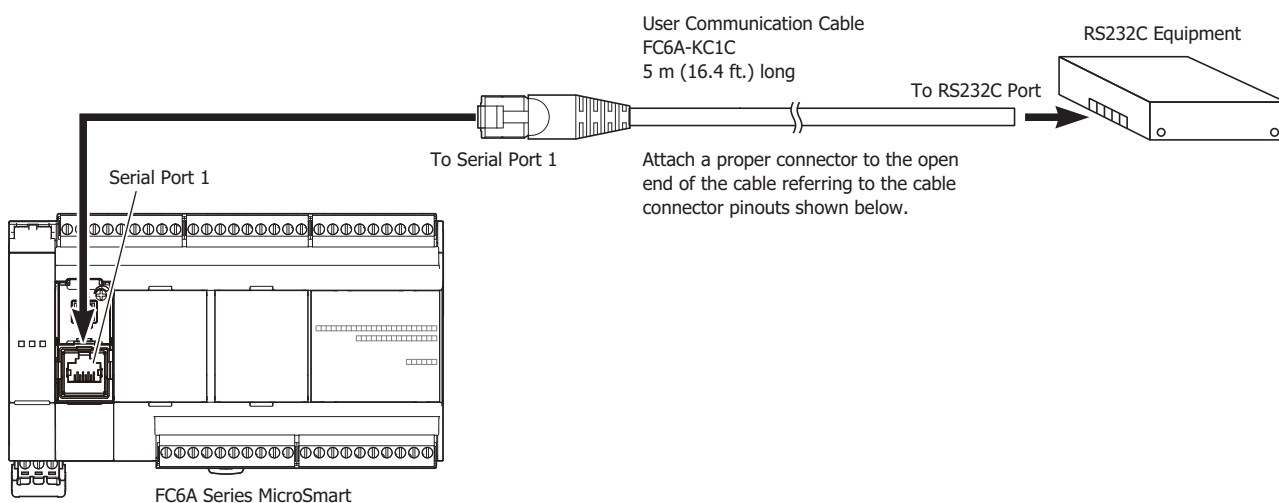 User Communication Cable
FC6A-KC1C
5 m (16.4 ft.) long
RS232C Equipment
To RS232C Port
To Serial Port 1
Attach a proper connector to the open
end of the cable referring to the cable
connector pinouts shown below.
Serial Port 1
FC6A Series MicroSmart